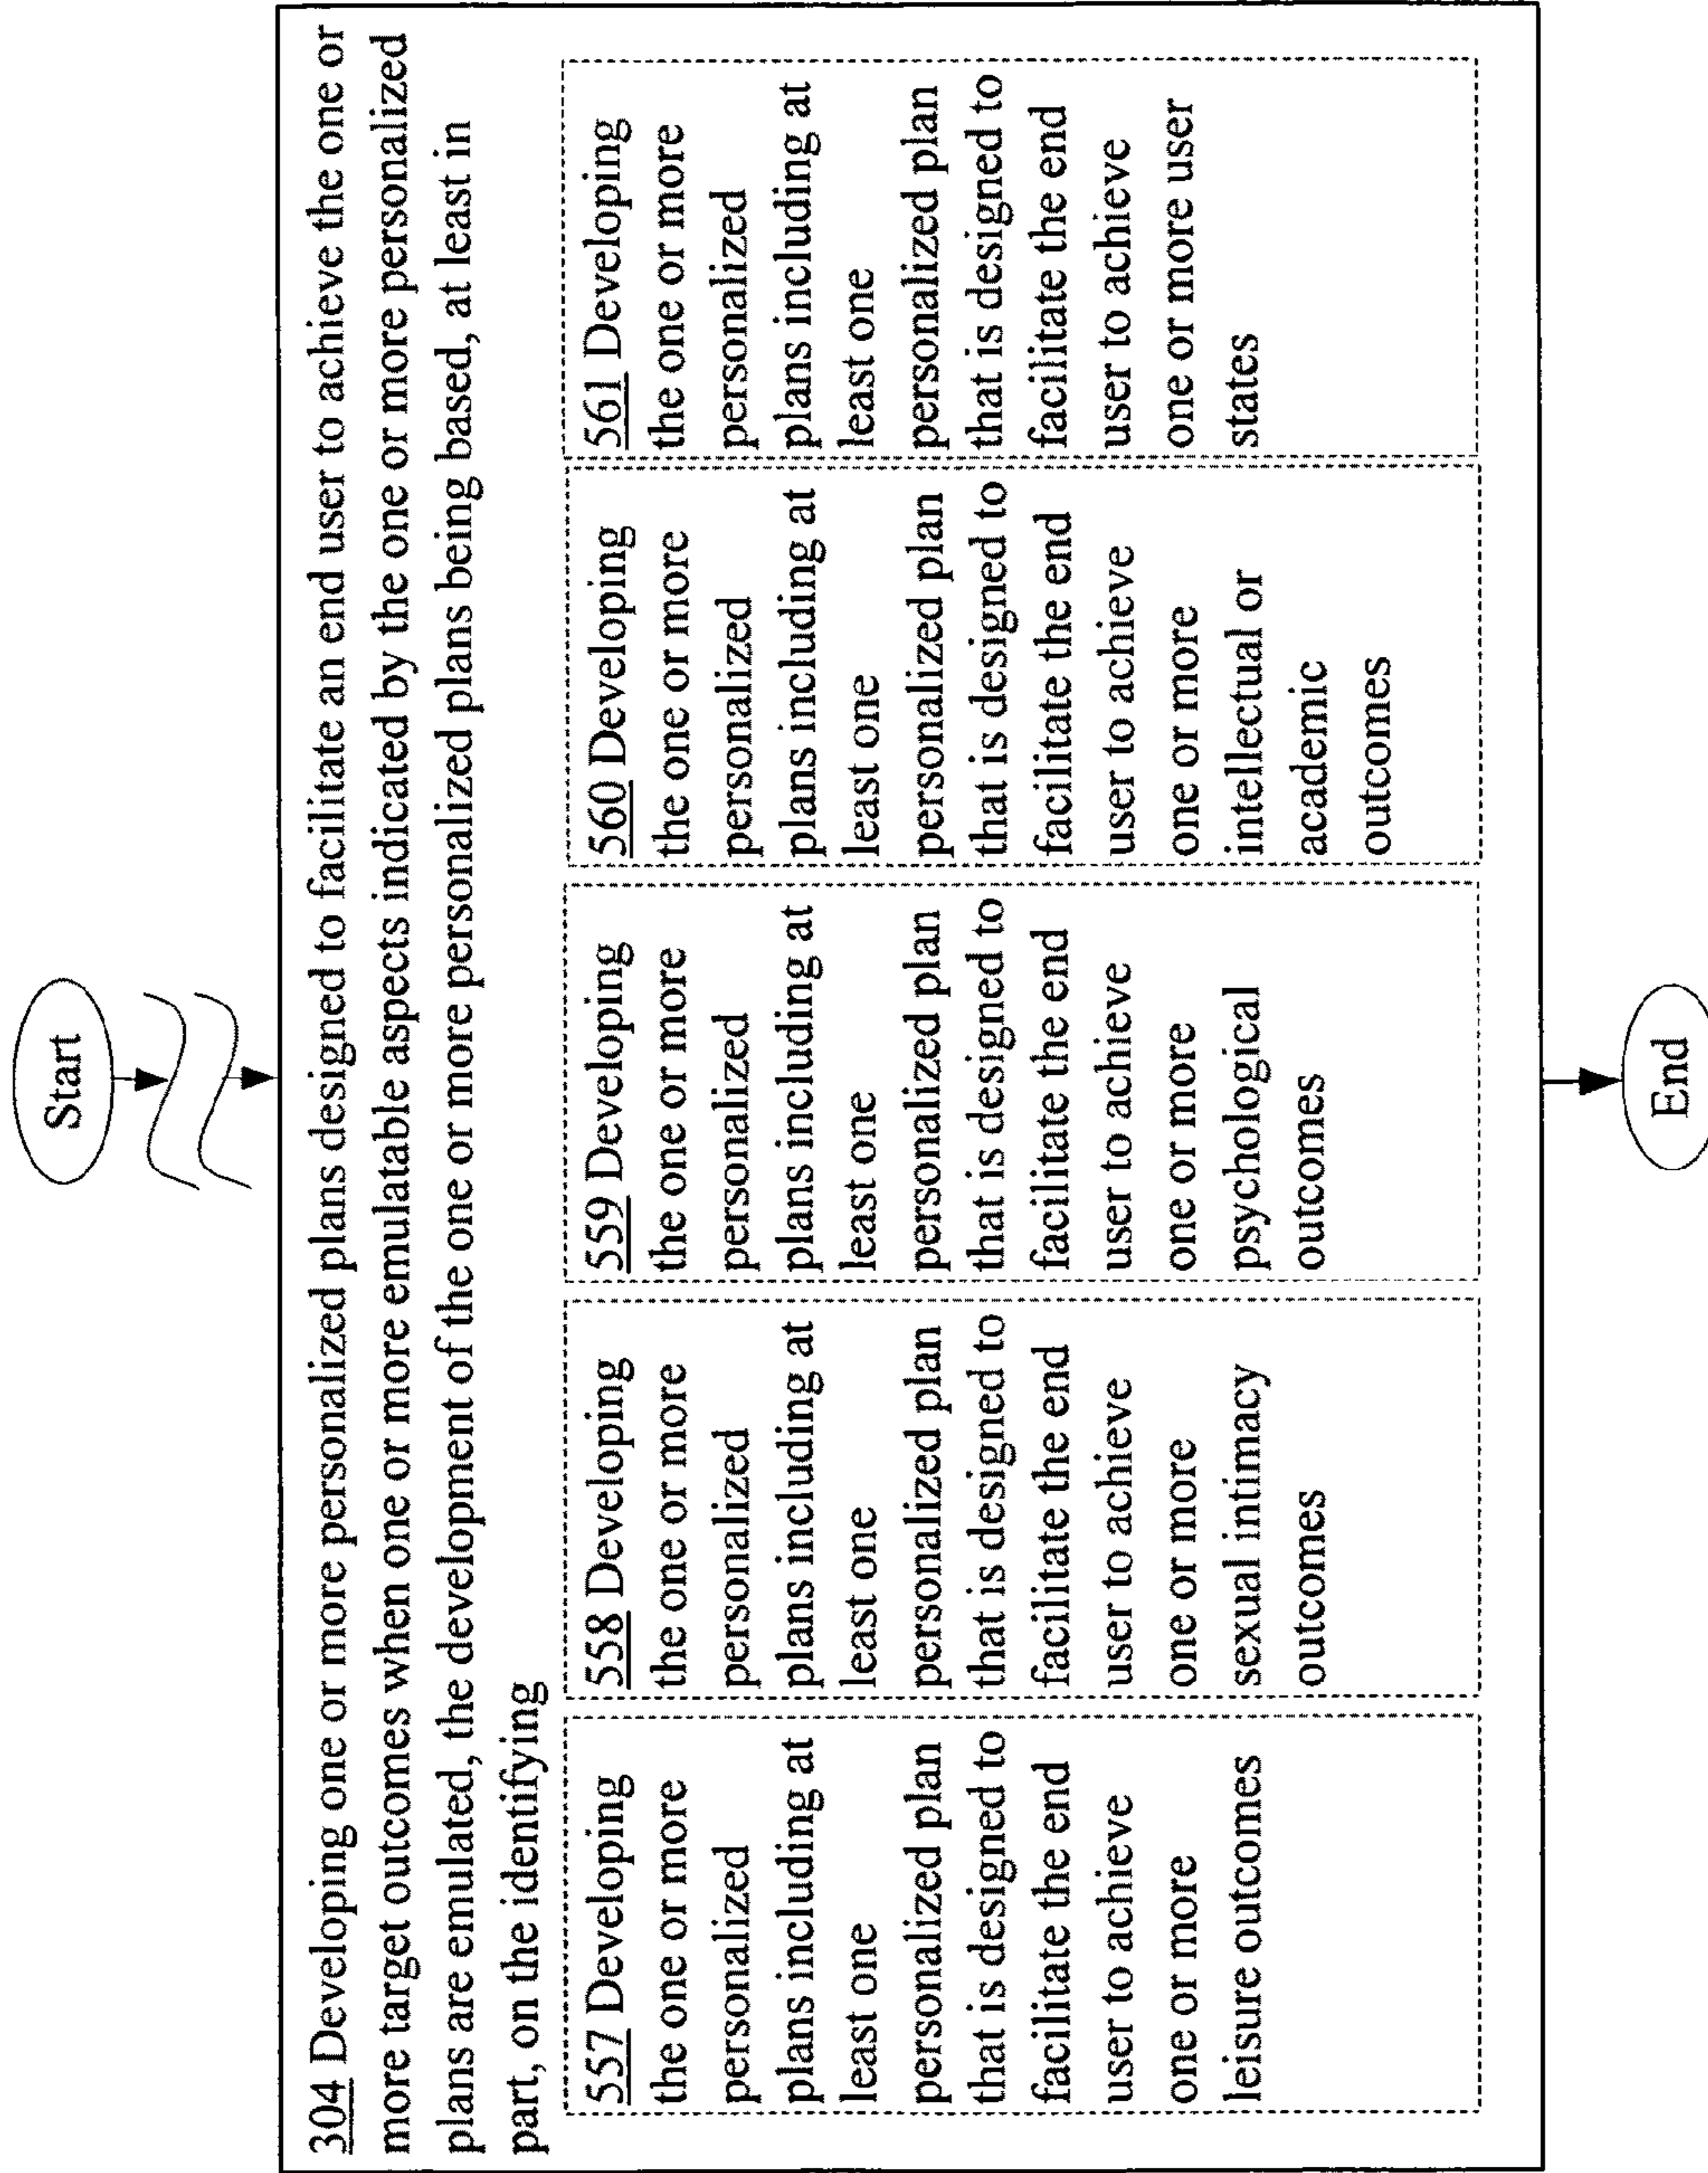 Start
304 Developing one or more personalized plans designed to facilitate an end user to achieve the one or
more target outcomes when one or more emulatable aspects indicated by the one or more personalized
plans are emulated, the development of the one or more personalized plans being based, at least in
part, on the identifying
557 Developing
the one or more
personalized
plans including at
least one
personalized plan
that is designed to
facilitate the end
user to achieve
one or more
leisure outcomes
558 Developing
the one or more
personalized
plans including at
least one
personalized plan
that is designed to
facilitate the end
user to achieve
one or more
sexual intimacy
outcomes
559 Developing
the one or more
personalized
plans including at
least one
personalized plan
that is designed to
facilitate the end
user to achieve
one or more
psychological
outcomes
560 Developing
the one or more
personalized
plans including at
least one
personalized plan
that is designed to
facilitate the end
user to achieve
one or more
intellectual or
academic
outcomes
561 Developing
the one or more
personalized
plans including at
least one
personalized plan
that is designed to
facilitate the end
user to achieve
one or more user
states
End